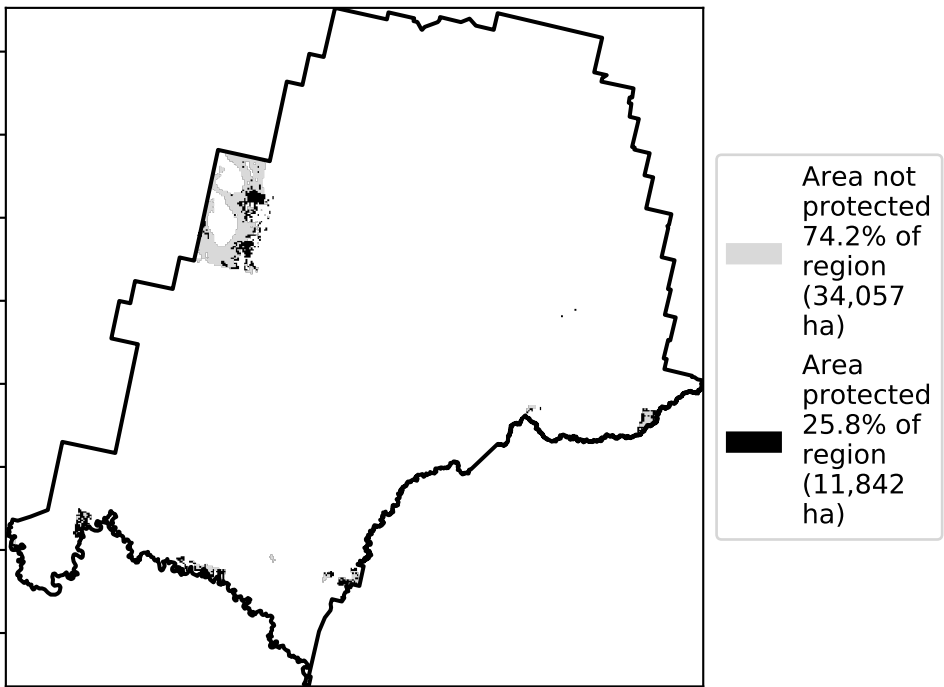 Area not
protected
74.2% of
region
(34,057
ha)
Area
protected
25.8% of
region
(11,842
ha)